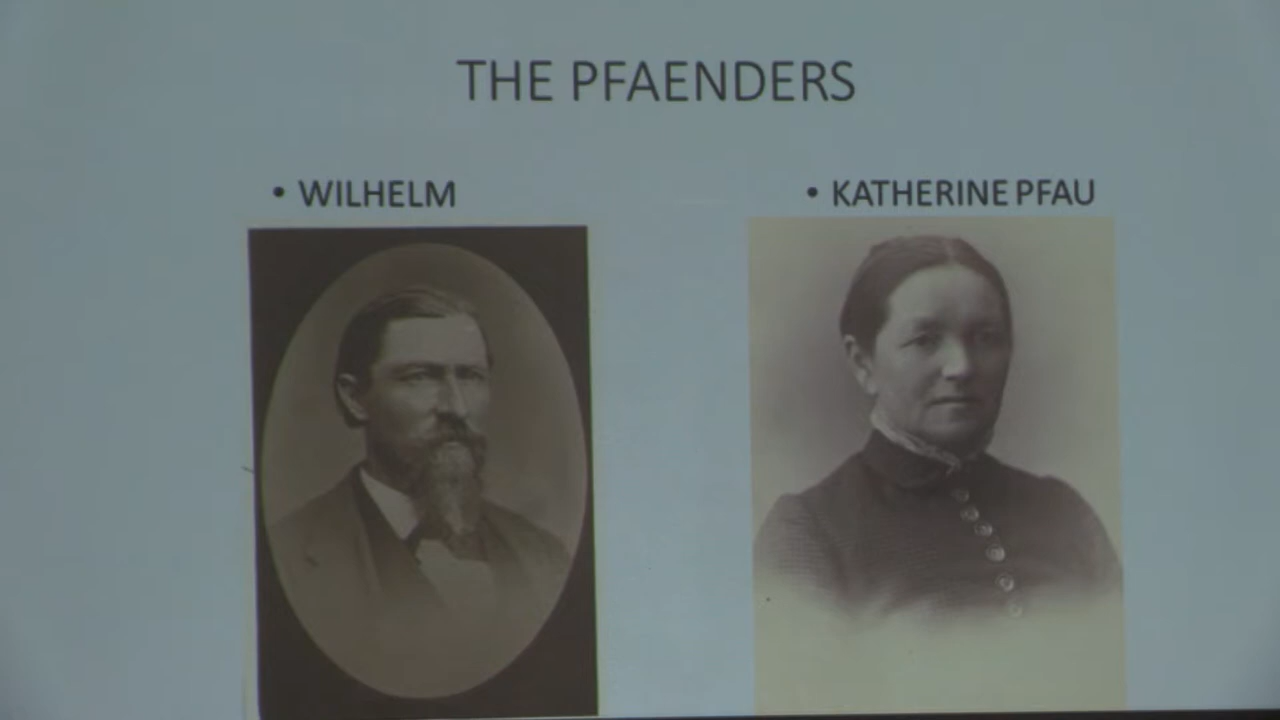 THE PFAENDERS
• WILHELM
• KATHERINE PFAU